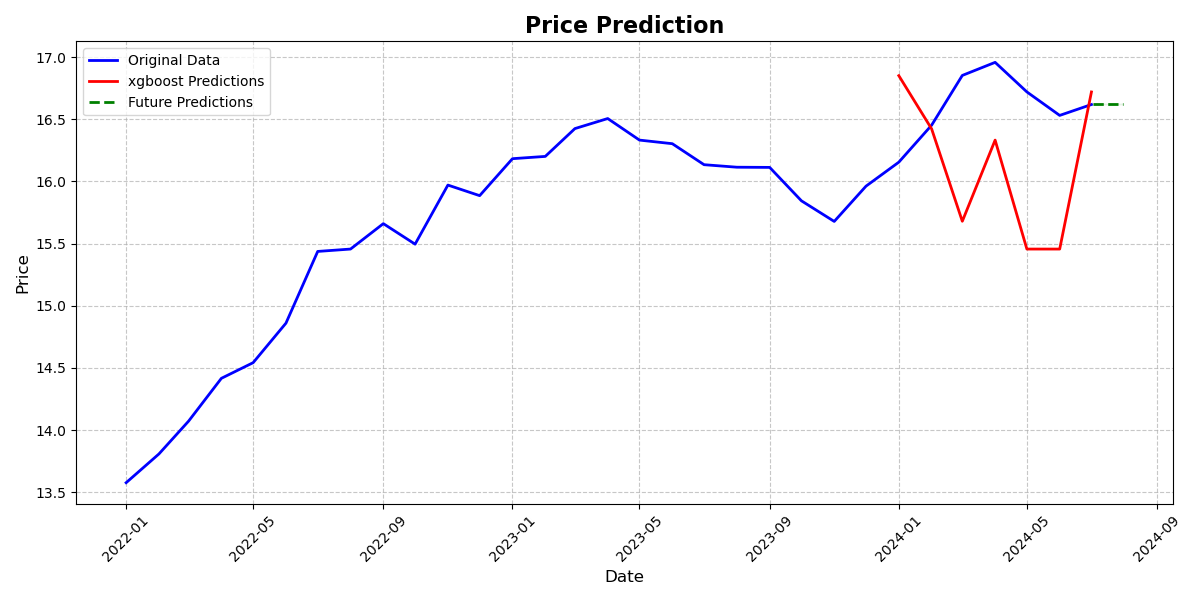 Price Prediction
Original Data
xgboost Predictions
Future Predictions
Price
17.0
16.5
16.0
15.5
15.0
14.5
14.0
13.5
2022-01
2022-05
2022-09
2023-01
2023-05
2023-09
2024-01
2024-05
2024-09
Date